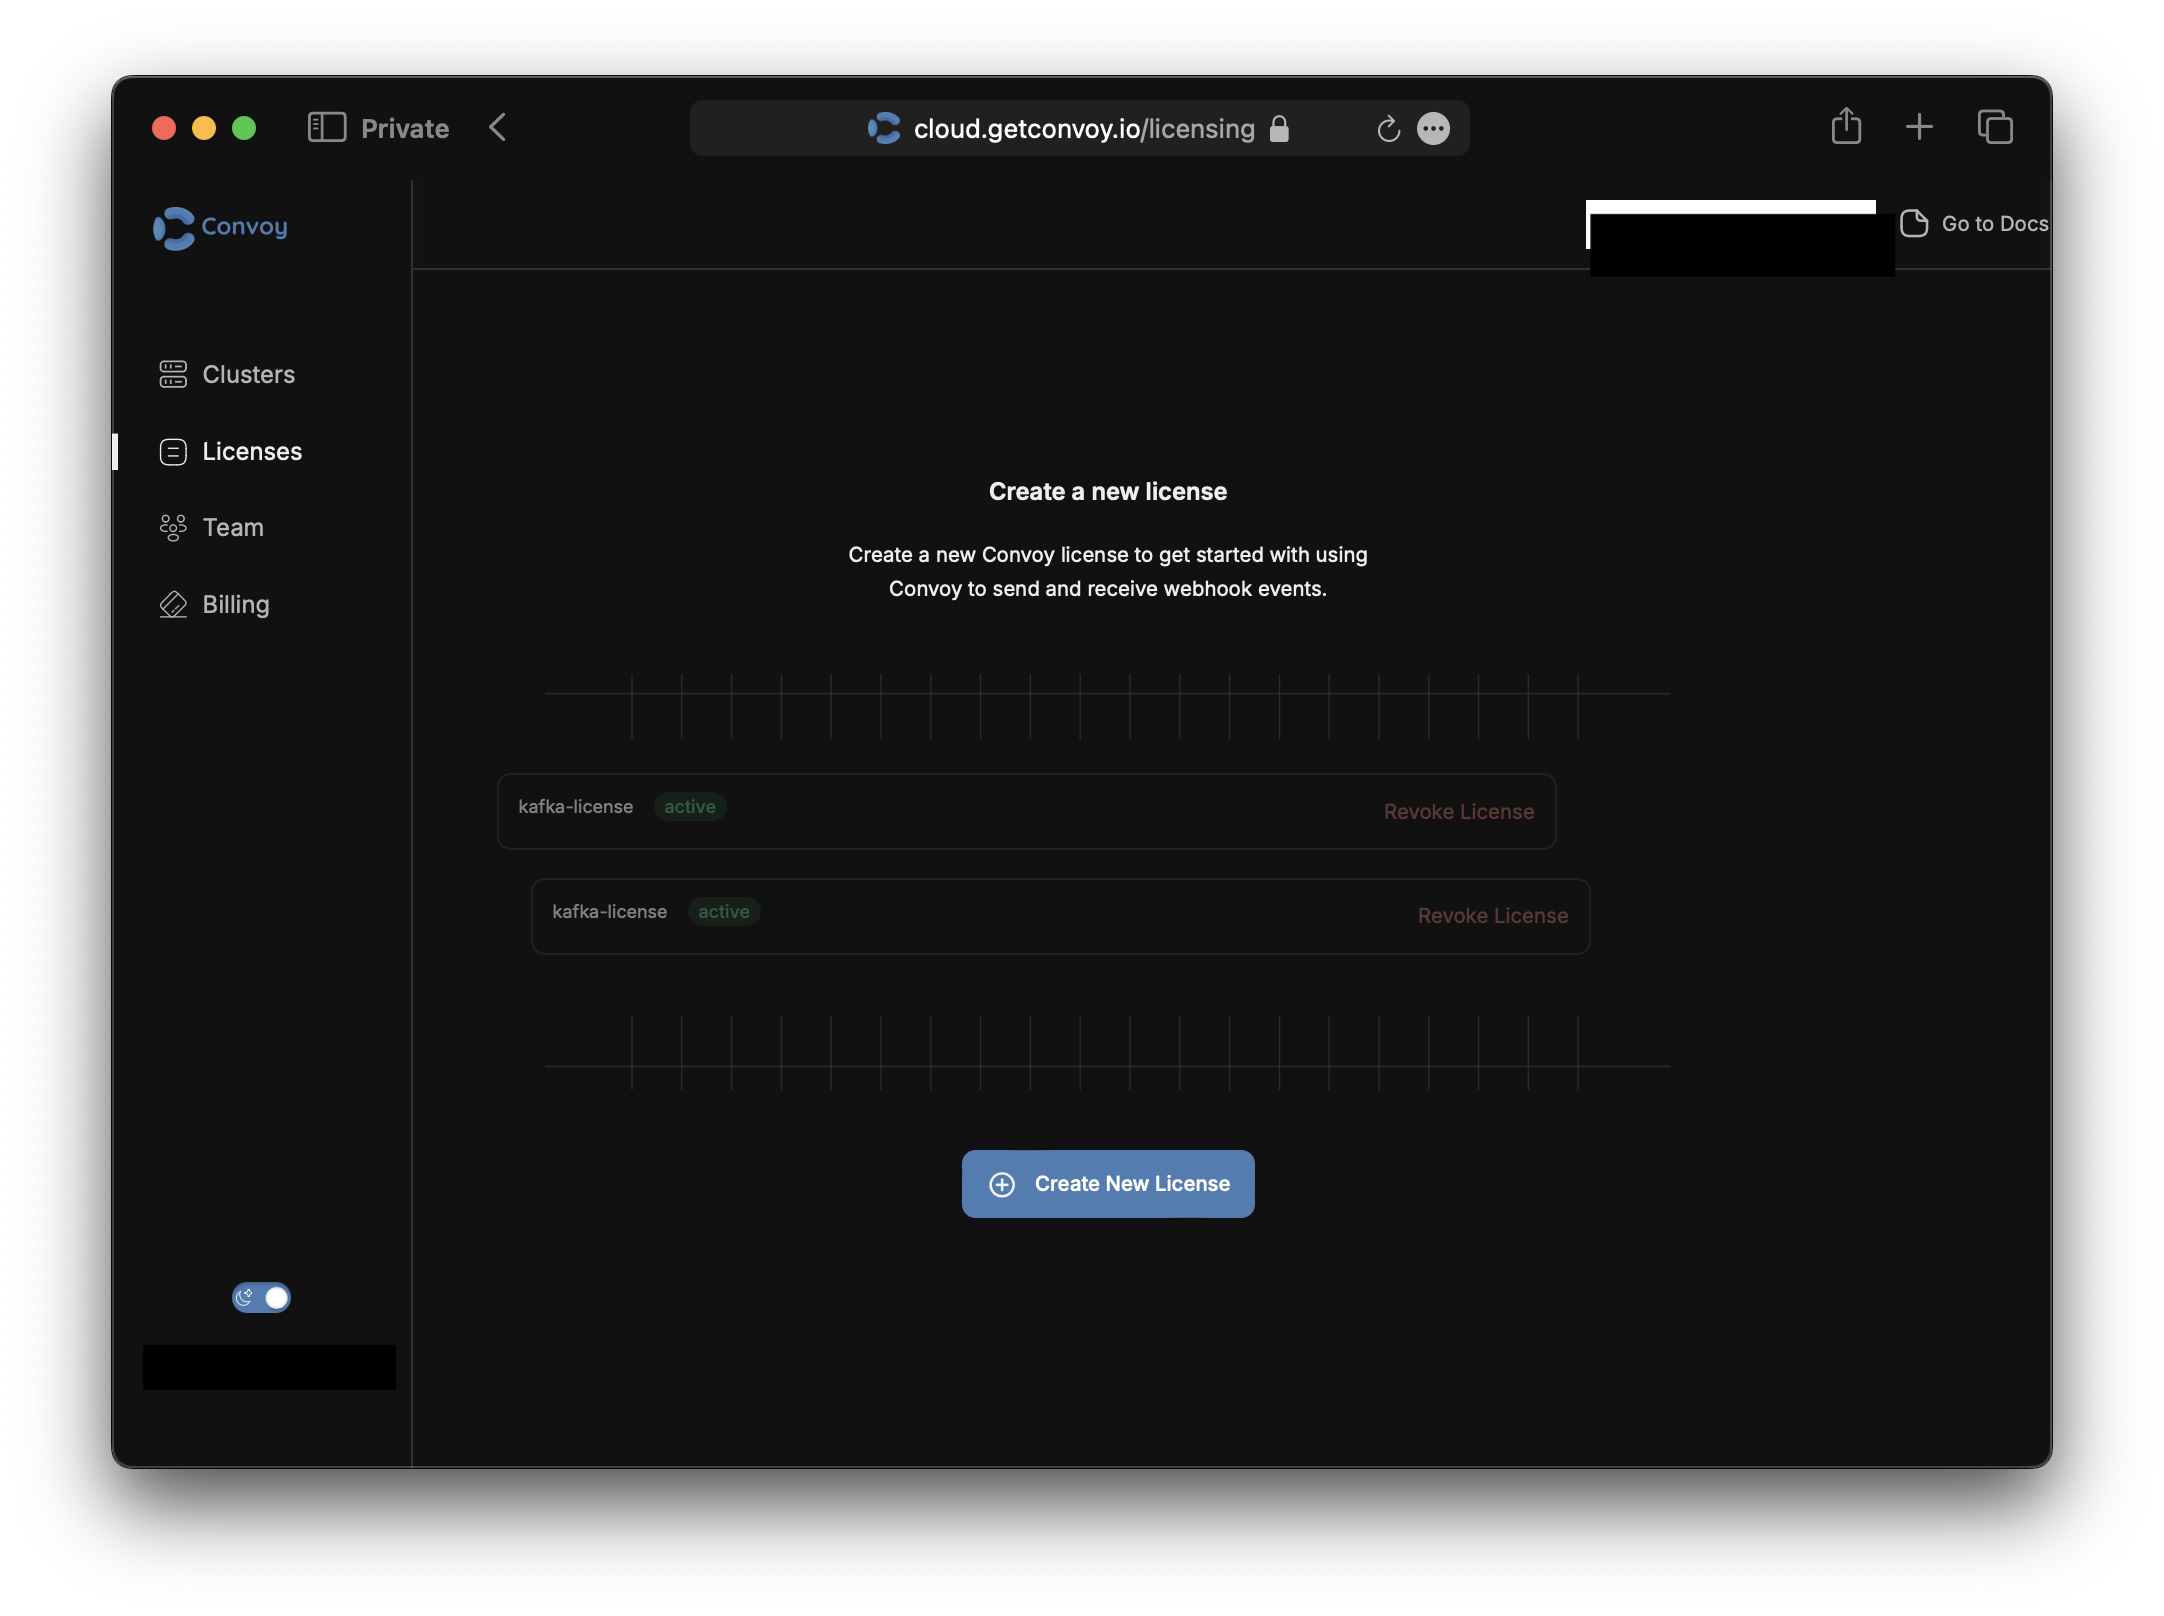 Private
cloud.getconvoy.io/licensing
Convoy
Go to Docs
Clusters
Licenses
Team
Billing
Create a new license
Create a new Convoy license to get started with using
Convoy to send and receive webhook events.
kafka-license active Revoke License
kafka-license active Revoke License
Create New License